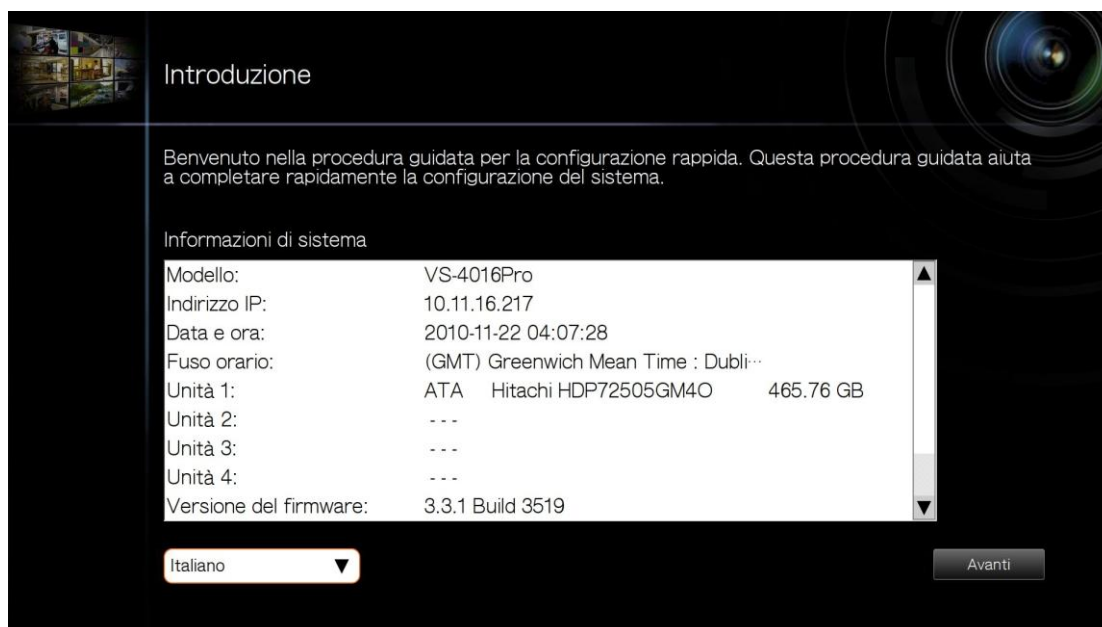 Introduzione
Benvenuto nella procedura guidata per la configurazione rappida. Questa procedura guidata aiuta
a completare rapidamente la configurazione del sistema.
Informazioni di sistema
Modello: VS-4016Pro
Indirizzo IP: 10.11.16.217
Data e ora: 2010-11-22 04:07:28
Fuso orario: (GMT) Greenwich Mean Time : Dubli...
Unità 1: ATA Hitachi HDP72505GM4O 465.76 GB
Unità 2: ---
Unità 3: ---
Unità 4: ---
Versione del firmware: 3.3.1 Build 3519
Italiano
Avanti